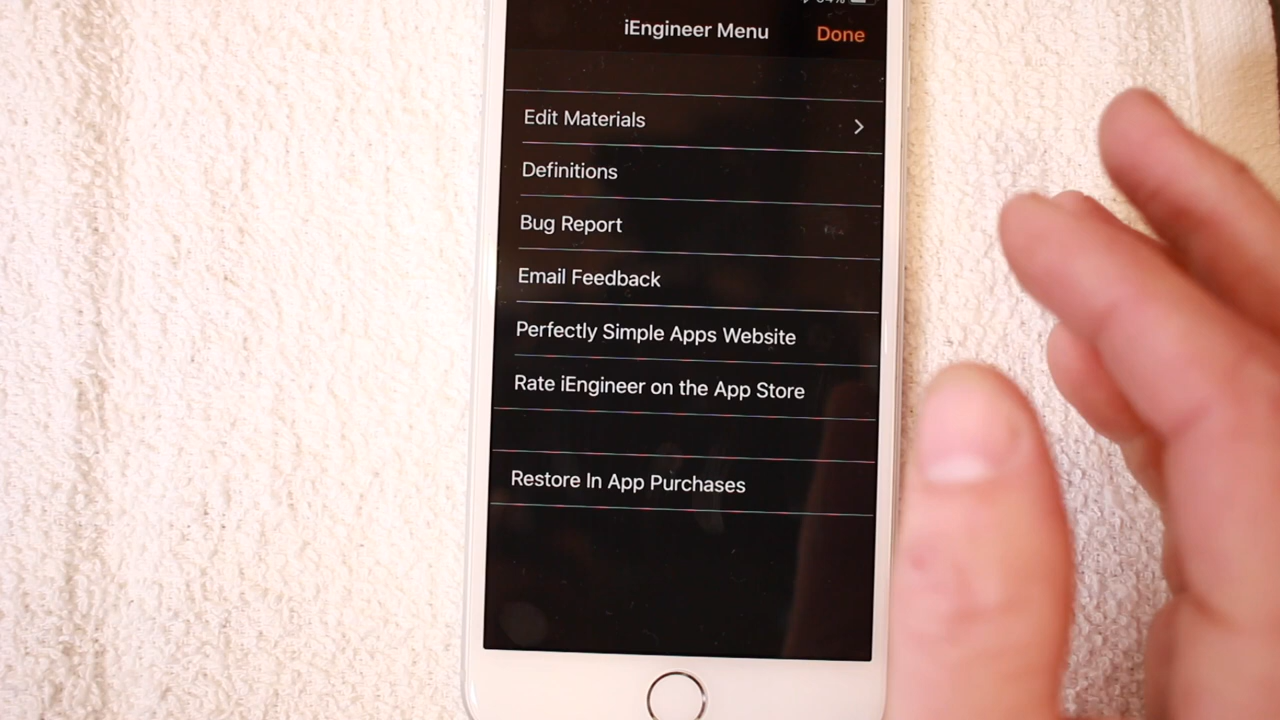 iEngineer Menu
Done
Edit Materials
Definitions
Bug Report
Email Feedback
Perfectly Simple Apps Website
Rate iEngineer on the App Store
Restore In App Purchases